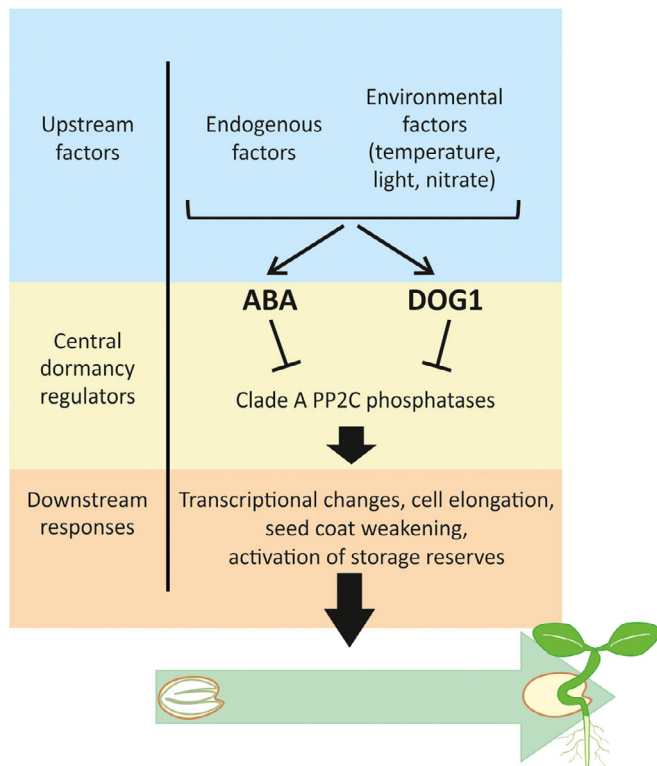 Upstream
factors
Endogenous
factors
Environmental
factors
(temperature,
light, nitrate)
ABA
DOG1
Central
dormancy
regulators
Clade A PP2C phosphatases
Downstream
responses
Transcriptional changes, cell elongation,
seed coat weakening,
activation of storage reserves